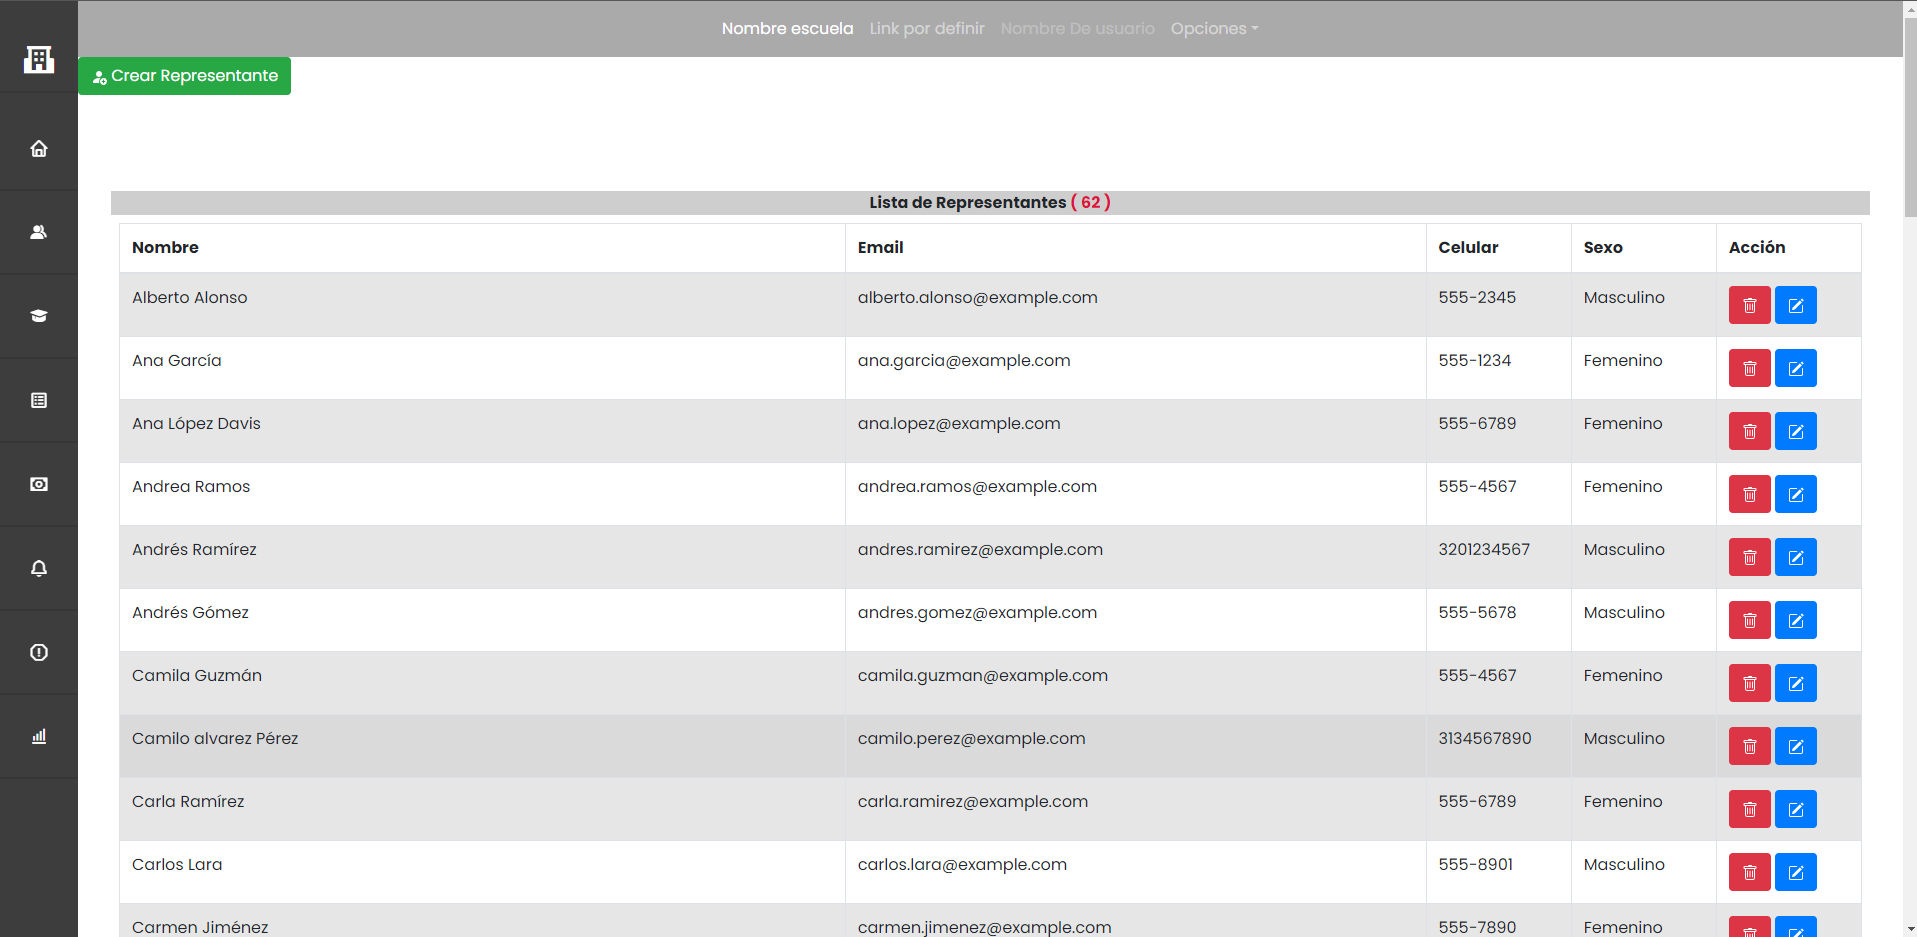 Nombre escuela Link por definir Nombre De usuario Opciones
Crear Representante
Lista de Representantes ( 62 )
Nombre Email Celular Sexo Acción
Alberto Alonso alberto.alonso@example.com 555-2345 Masculino
Ana García ana.garcia@example.com 555-1234 Femenino
Ana López Davis ana.lopez@example.com 555-6789 Femenino
Andrea Ramos andrea.ramos@example.com 555-4567 Femenino
Andrés Ramírez andres.ramirez@example.com 3201234567 Masculino
Andrés Gómez andres.gomez@example.com 555-5678 Masculino
Camila Guzmán camila.guzman@example.com 555-4567 Femenino
Camilo alvarez Pérez camilo.perez@example.com 3134567890 Masculino
Carla Ramírez carla.ramirez@example.com 555-6789 Femenino
Carlos Lara carlos.lara@example.com 555-8901 Masculino
Carmen Jiménez carmen.jimenez@example.com 555-7890 Femenino